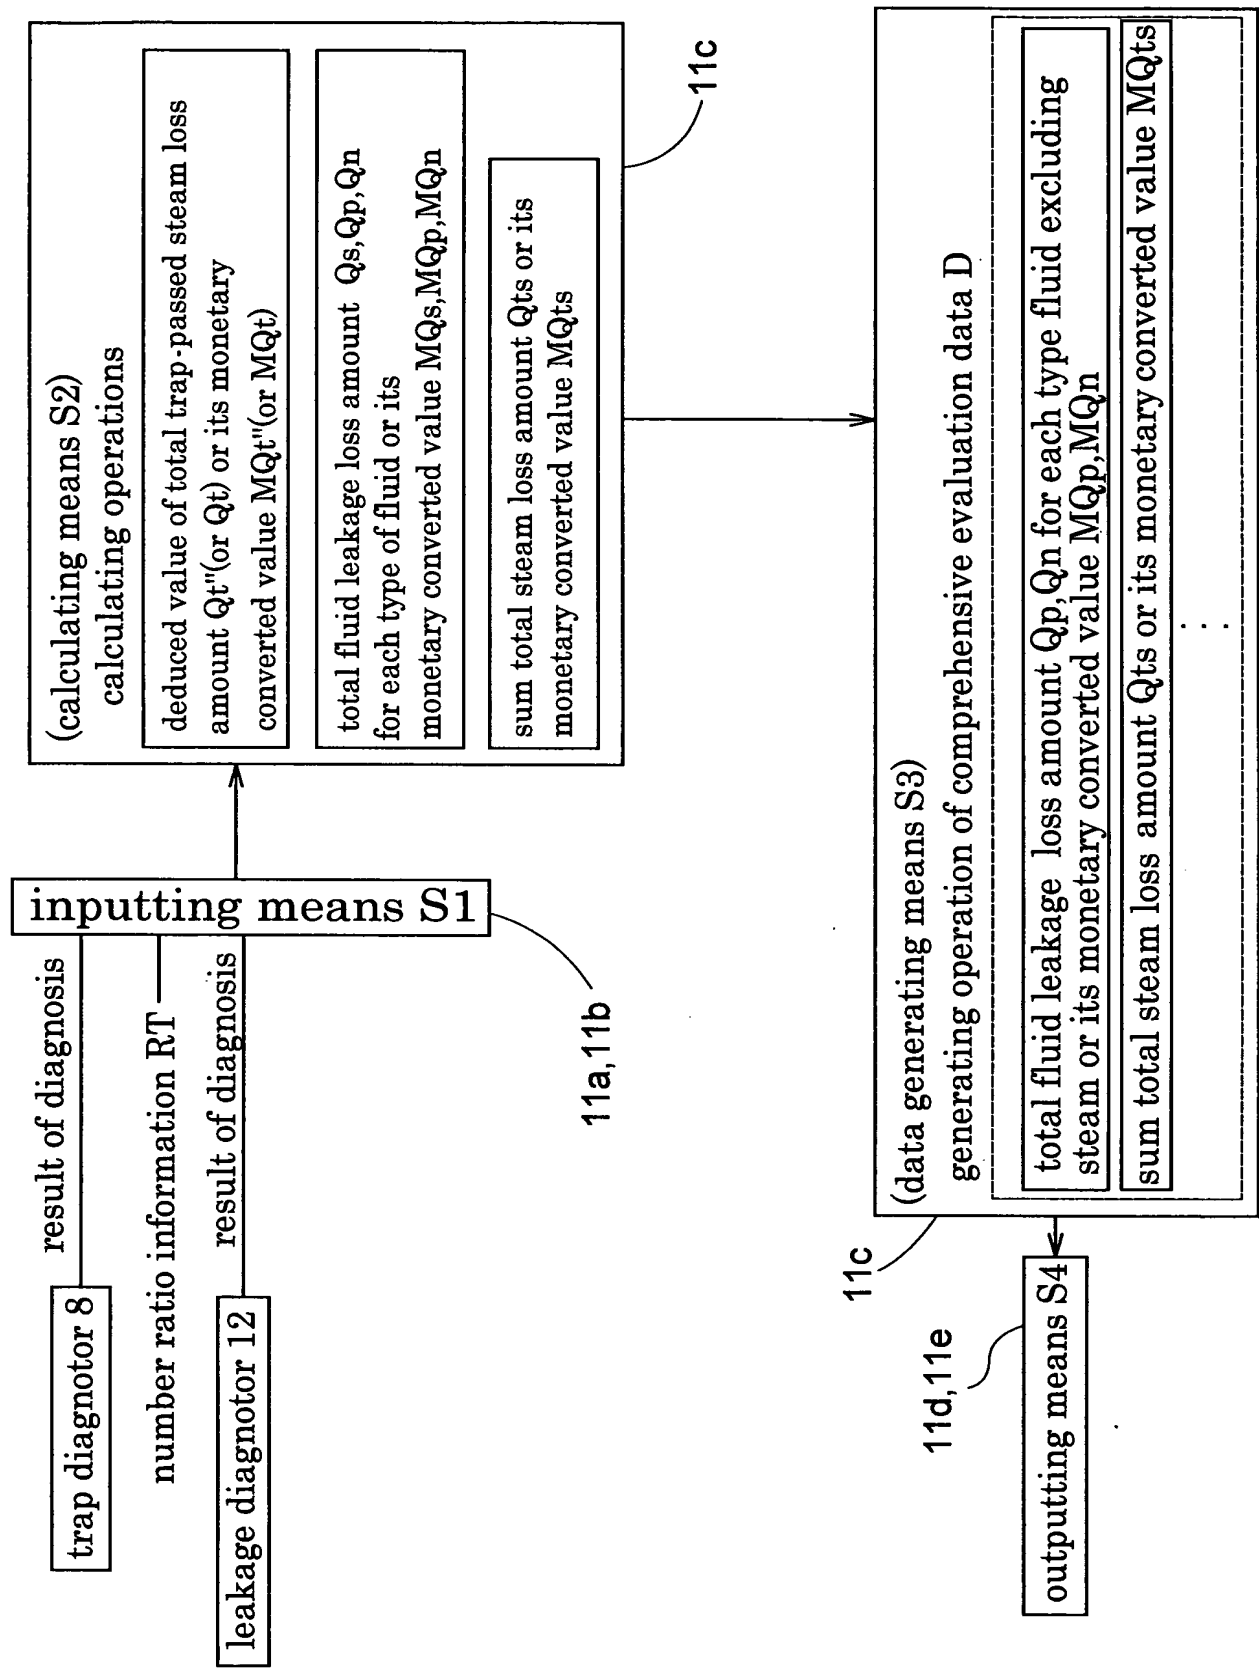 trap diagnotor 8
result of diagnosis
number ratio information RT
leakage diagnotor 12
result of diagnosis
inputting means S1
11a,11b
(calculating means S2)
calculating operations
deduced value of total trap-passed steam loss
amount Qt"(or Qt) or its monetary
converted value MQt"(or MQt)
total fluid leakage loss amount Qs,Qp,Qn
for each type of fluid or its
monetary converted value MQs,MQp,MQn
sum total steam loss amount Qts or its
monetary converted value MQts
11c
(data generating means S3)
generating operation of comprehensive evaluation data D
total fluid leakage loss amount Qp,Qn for each type fluid excluding
steam or its monetary converted value MQp,MQn
sum total steam loss amount Qts or its monetary converted value MQts
...
11c
outputting means S4
11d,11e